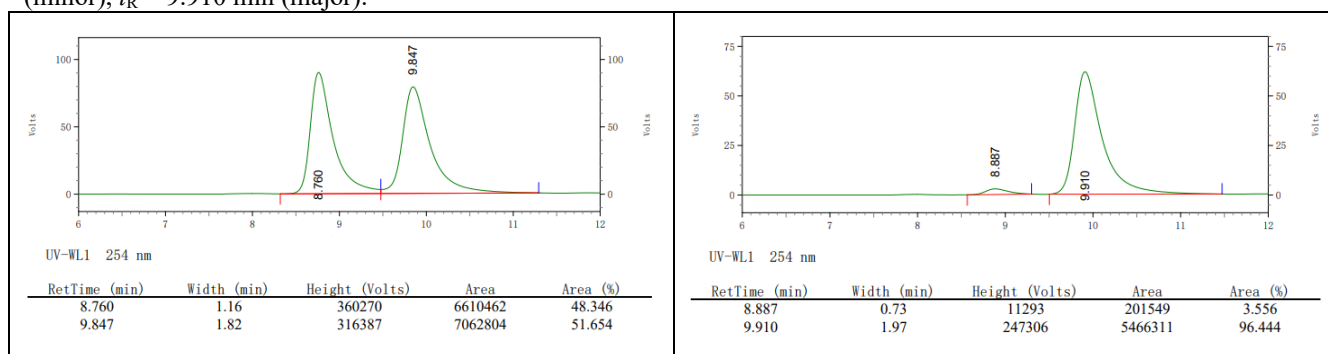 (minor), tR = 9.910 min (major).
9.847
8.760
100
50
0
100
50
0
Volts
Volts
6 7 8 9 10 11 12
UV-WL1 254 nm
RetTime (min) Width (min) Height (Volts) Area Area (%)
8.760 1.16 360270 6610462 48.346
9.847 1.82 316387 7062804 51.654
75
50
25
0
75
50
25
0
Volts
Volts
8.887
9.910
6 7 8 9 10 11 12
UV-WL1 254 nm
RetTime (min) Width (min) Height (Volts) Area Area (%)
8.887 0.73 11293 201549 3.556
9.910 1.97 247306 5466311 96.444